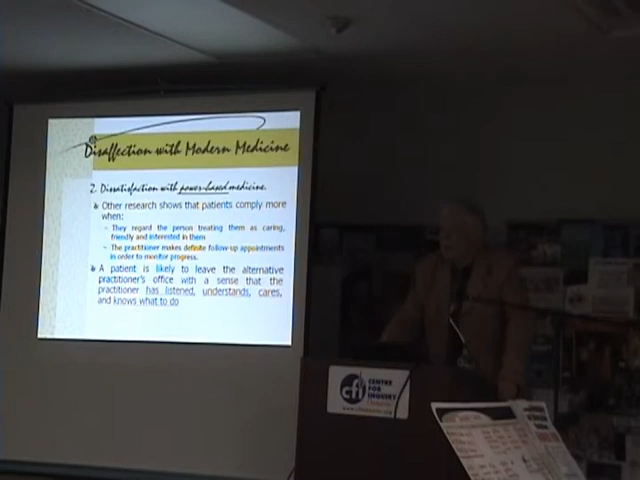 Disaffection with Modern Medicine
2. Dissatisfaction with power-based medicine.
Other research shows that patients comply more
when:
– They regard the person treating them as caring,
friendly and interested in them
– The practitioner makes definite follow-up appointments
in order to monitor progress.
A patient is likely to leave the alternative
practitioner's office with a sense that the
practitioner has listened, understands, cares,
and knows what to do
cfi
CENTRE
FOR
INQUIRY